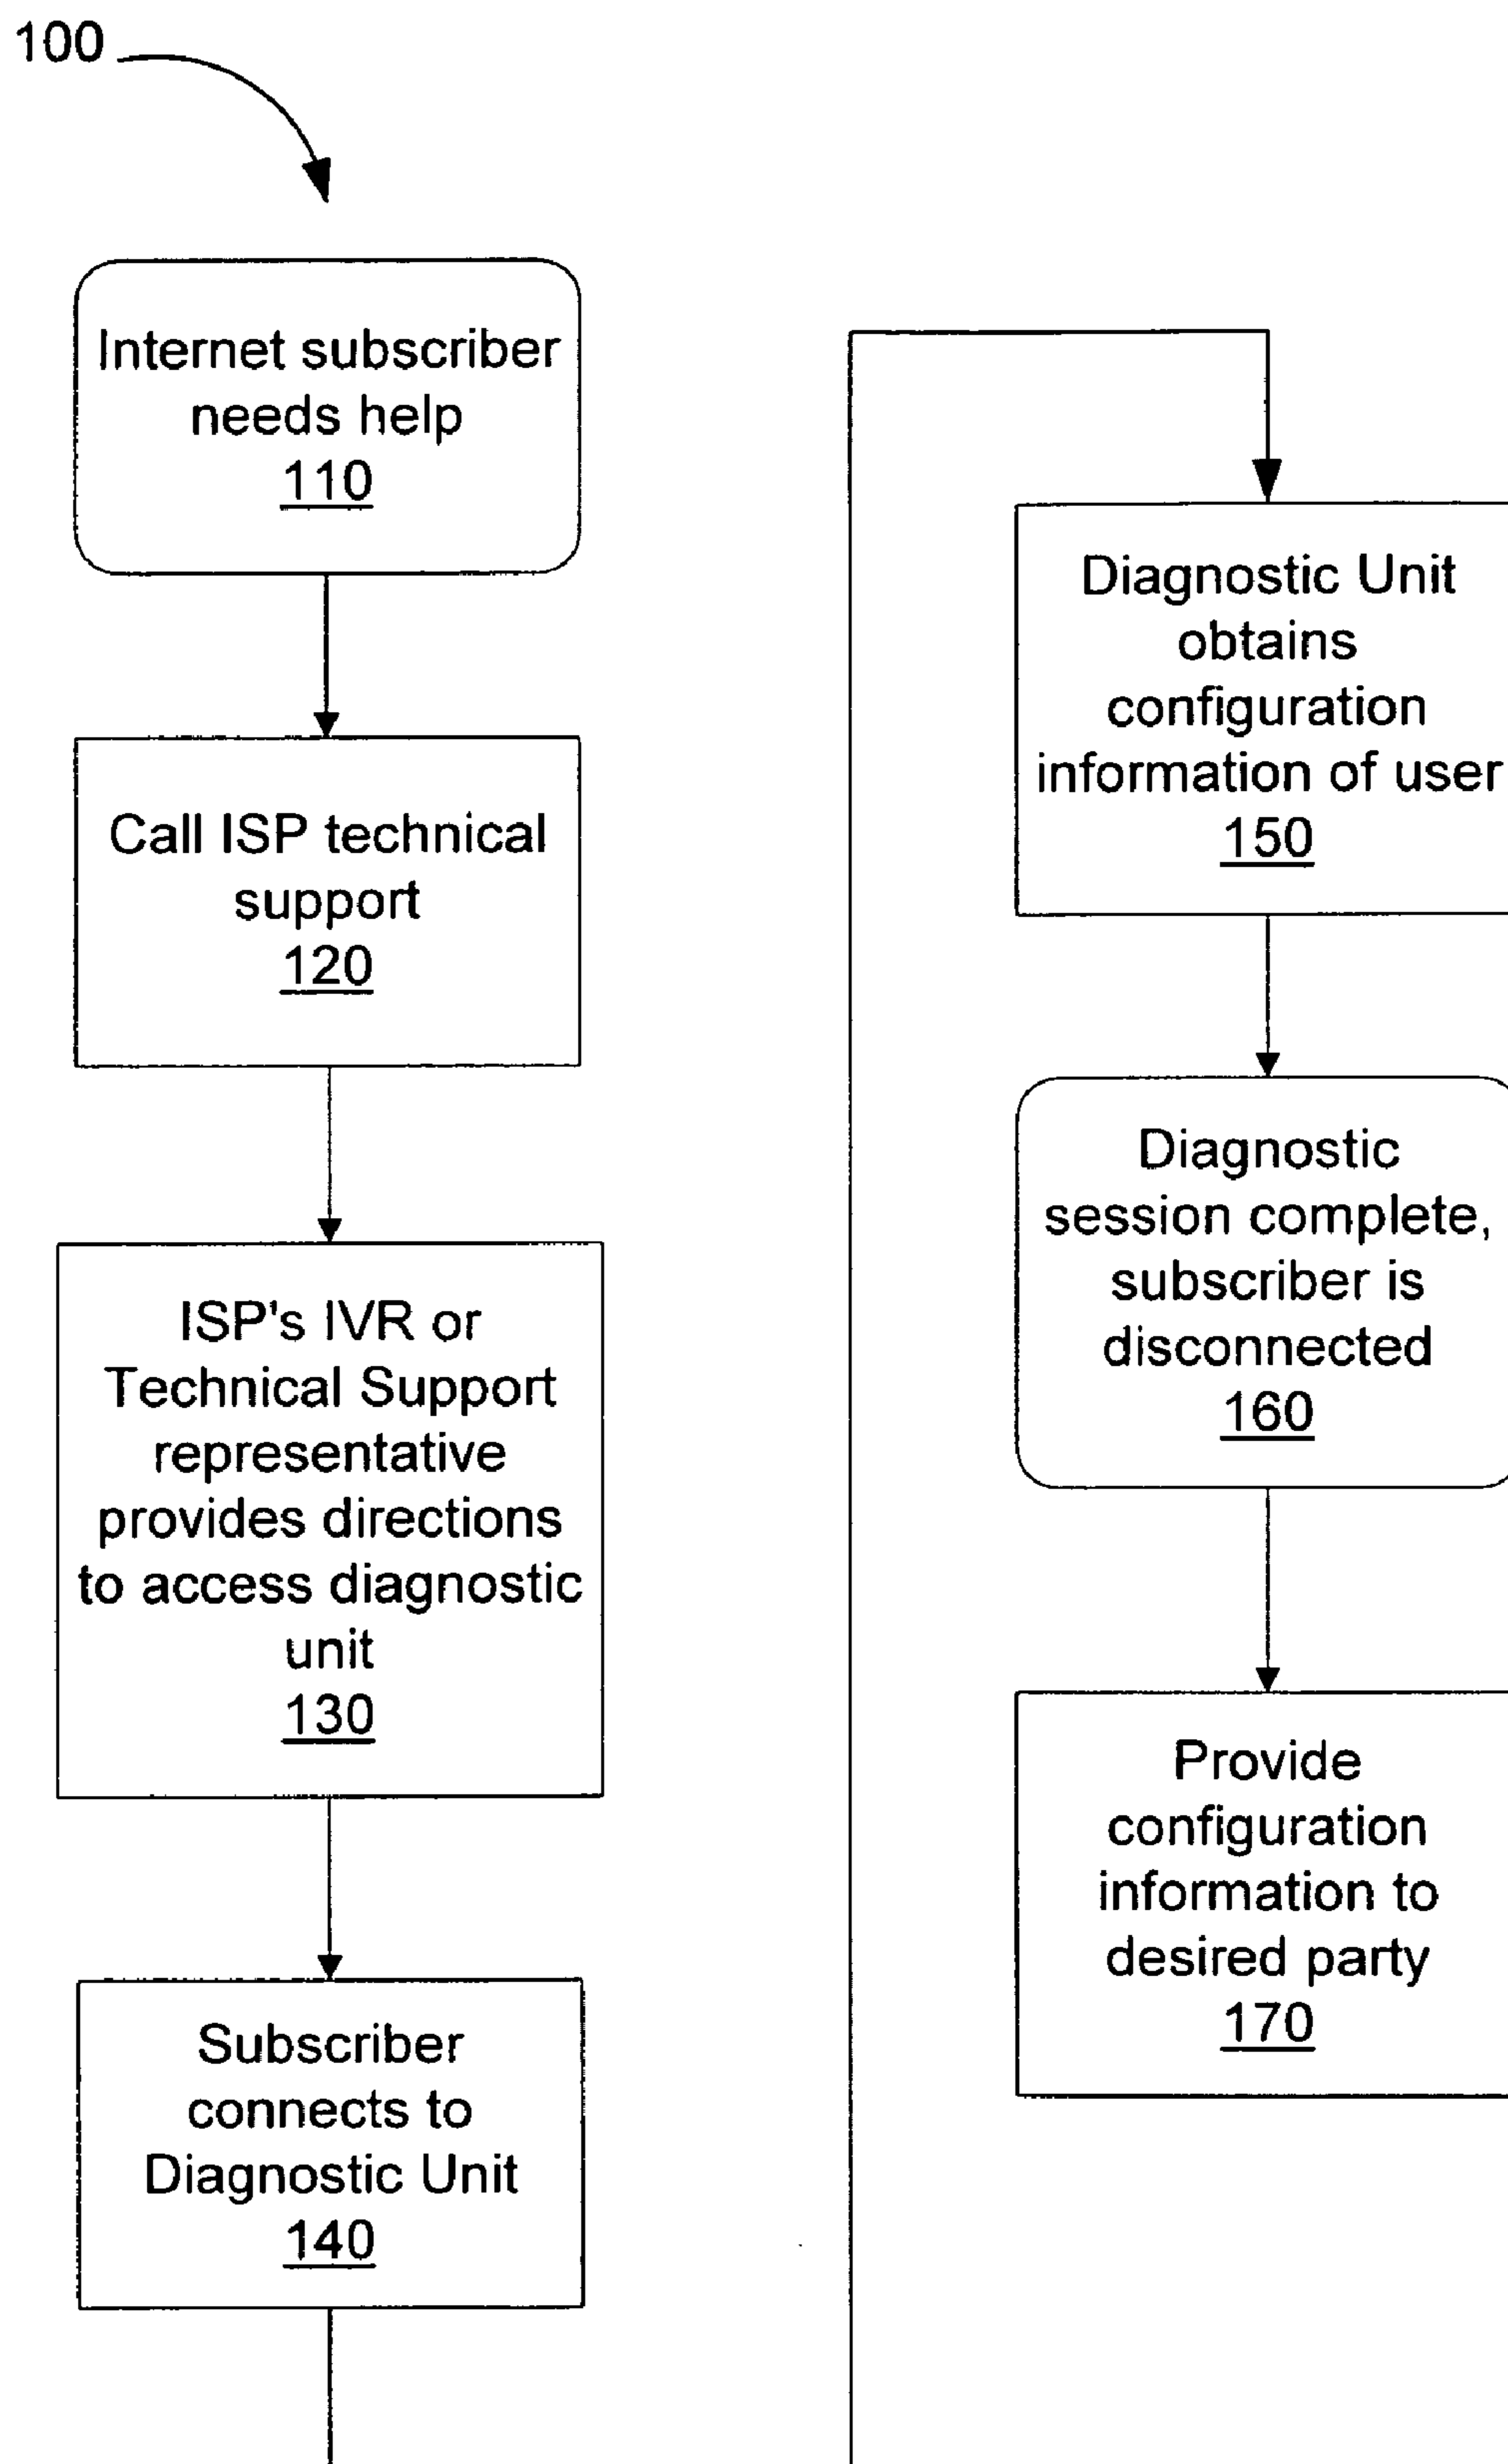 100
Internet subscriber
needs help
110
Call ISP technical
support
120
ISP's IVR or
Technical Support
representative
provides directions
to access diagnostic
unit
130
Subscriber
connects to
Diagnostic Unit
140
Diagnostic Unit
obtains
configuration
information of user
150
Diagnostic
session complete,
subscriber is
disconnected
160
Provide
configuration
information to
desired party
170